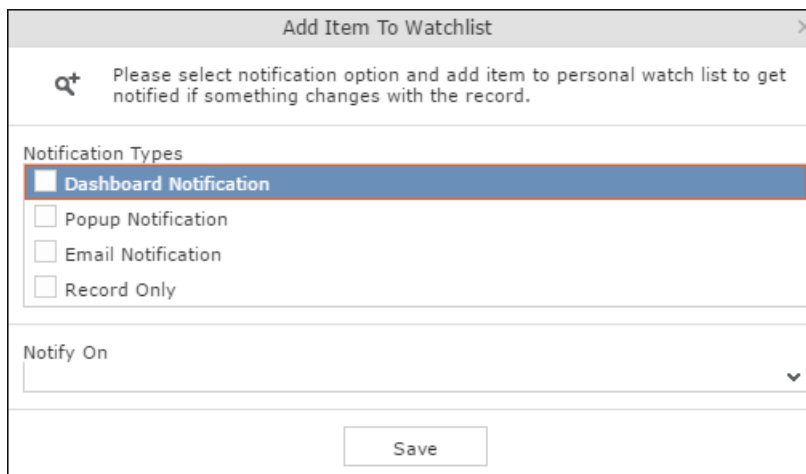 Add Item To Watchlist
Please select notification option and add item to personal watch list to get
notified if something changes with the record.
Notification Types
Dashboard Notification
Popup Notification
Email Notification
Record Only
Notify On
Save